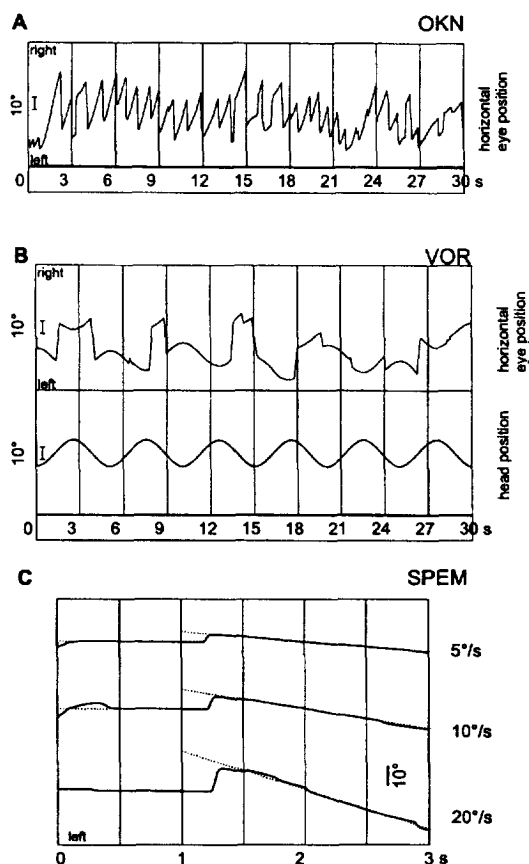 A OKN
right
10°
left
horizontal
eye position
0 3 6 9 12 15 18 21 24 27 30 s
B VOR
right
10°
left
horizontal
eye position
10°
head position
0 3 6 9 12 15 18 21 24 27 30 s
C SPEM
5°/s
10°/s
10°
20°/s
left
0 1 2 3 s